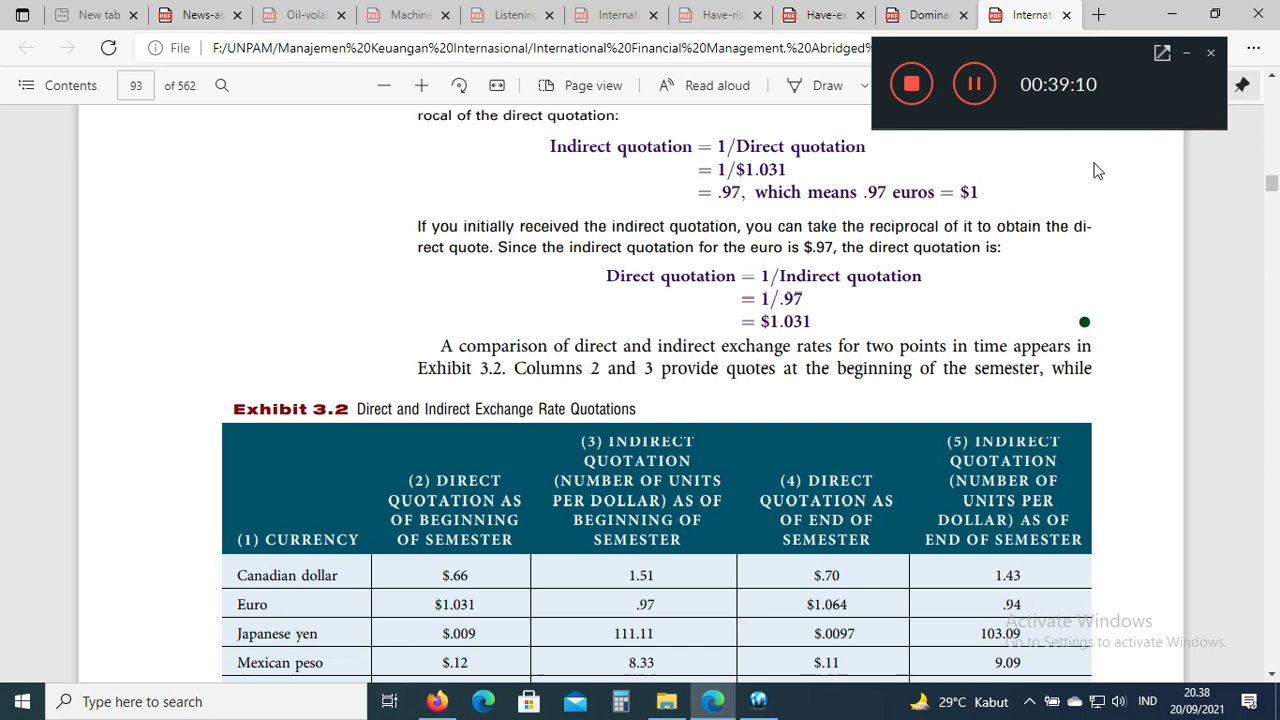 New tab
News-as
Oil-vola
Machine
Listening
Internati
Have-ris
Have-ex
Domina
Internati
File F:/UNPAM/Manajemen%20Keuangan%20Internasional/International%20Financial%20Management,%20Abridged%
Contents 93 of 562 Page view Read aloud Draw
00:39:10
rocal of the direct quotation:
Indirect quotation = 1/Direct quotation
= 1/$1.031
= .97, which means .97 euros = $1
If you initially received the indirect quotation, you can take the reciprocal of it to obtain the di-
rect quote. Since the indirect quotation for the euro is $.97, the direct quotation is:
Direct quotation = 1/Indirect quotation
= 1/.97
= $1.031
A comparison of direct and indirect exchange rates for two points in time appears in
Exhibit 3.2. Columns 2 and 3 provide quotes at the beginning of the semester, while
Exhibit 3.2 Direct and Indirect Exchange Rate Quotations
(1) CURRENCY
(2) DIRECT
QUOTATION AS
OF BEGINNING
OF SEMESTER
(3) INDIRECT
QUOTATION
(NUMBER OF UNITS
PER DOLLAR) AS OF
BEGINNING OF
SEMESTER
(4) DIRECT
QUOTATION AS
OF END OF
SEMESTER
(5) INDIRECT
QUOTATION
(NUMBER OF
UNITS PER
DOLLAR) AS OF
END OF SEMESTER
Canadian dollar $.66 1.51 $.70 1.43
Euro $1.031 .97 $1.064 .94
Japanese yen $.009 111.11 $.0097 103.09
Mexican peso $.12 8.33 $.11 9.09
Activate Windows
Go to Settings to activate Windows.
Type here to search
29°C Kabut
IND
20.38
20/09/2021